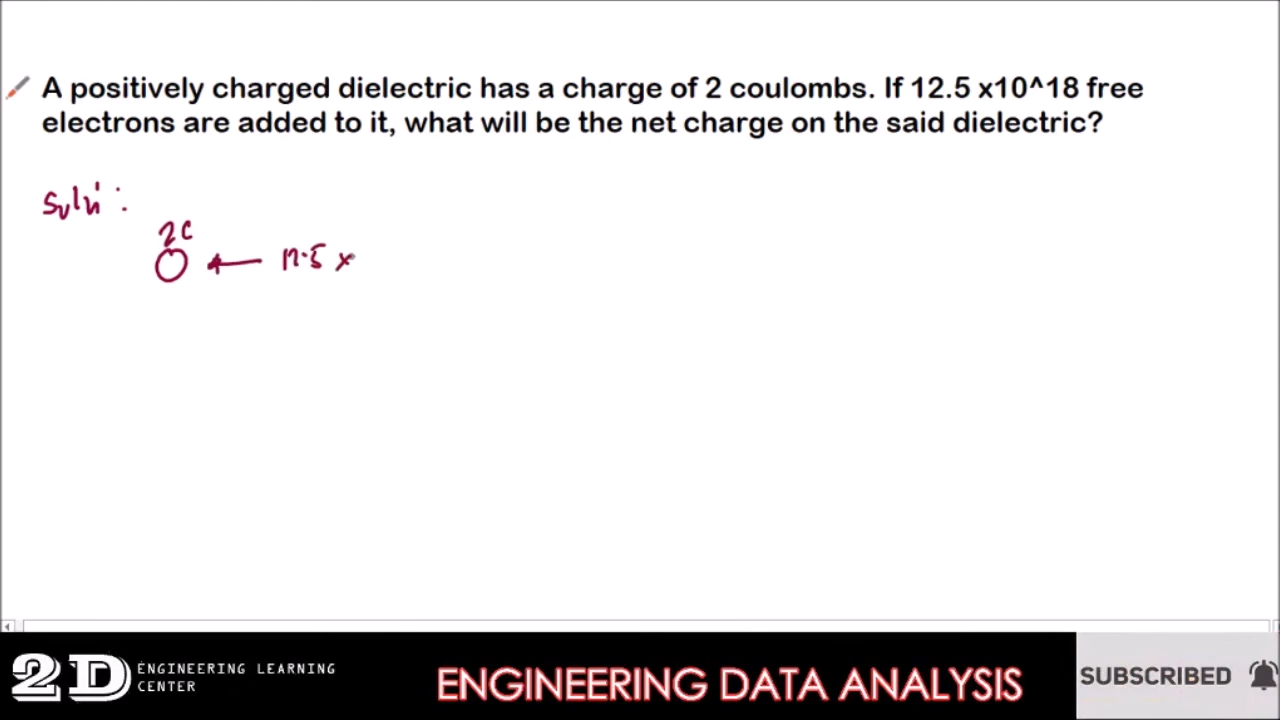 A positively charged dielectric has a charge of 2 coulombs. If 12.5 x10^18 free
electrons are added to it, what will be the net charge on the said dielectric?
Sol'n :
2C
12.5 x
2D ENGINEERING LEARNING
CENTER
ENGINEERING DATA ANALYSIS
SUBSCRIBED